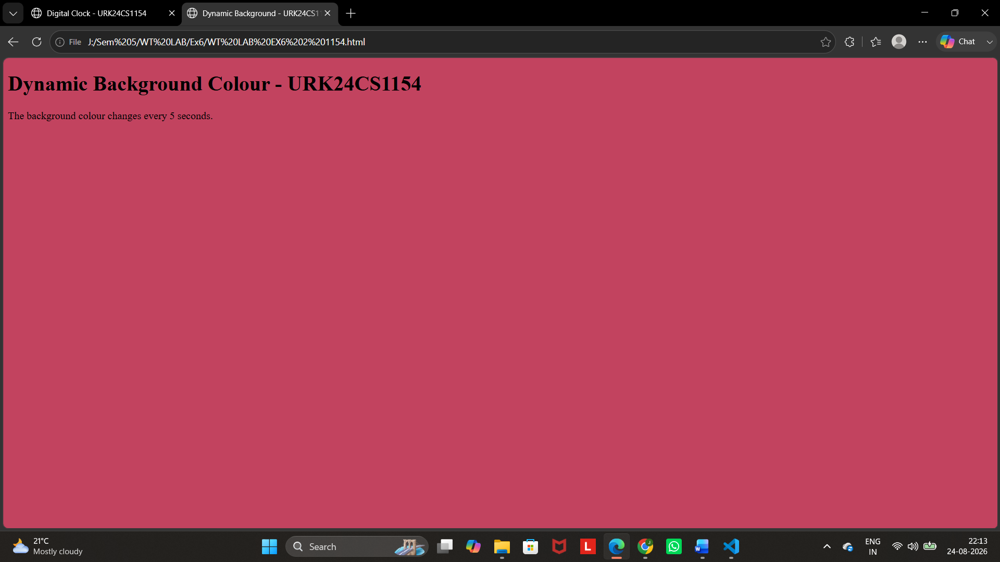 Digital Clock - URK24CS1154
Dynamic Background - URK24CS1
File J:/Sem%205/WT%20LAB/Ex6/WT%20LAB%20EX6%202%201154.html
Chat
Dynamic Background Colour - URK24CS1154
The background colour changes every 5 seconds.
21°C
Mostly cloudy
Search
L
W
J
ENG
IN
22:13
24-08-2026